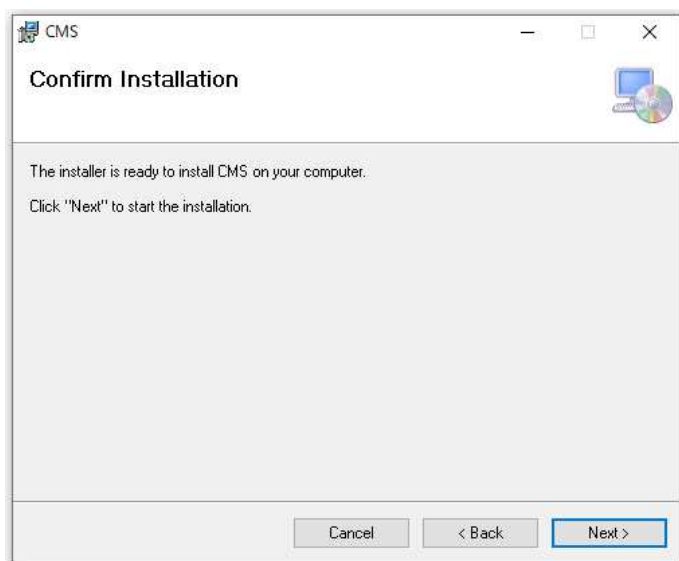 CMS
Confirm Installation
The installer is ready to install CMS on your computer.
Click "Next" to start the installation.
Cancel
< Back
Next >